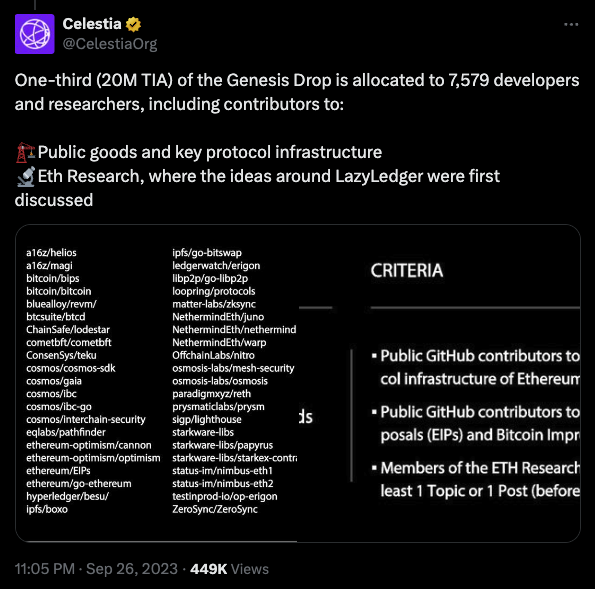 Celestia
@CelestiaOrg
One-third (20M TIA) of the Genesis Drop is allocated to 7,579 developers
and researchers, including contributors to:
🏗️Public goods and key protocol infrastructure
🔬Eth Research, where the ideas around LazyLedger were first
discussed
a16z/helios
a16z/magi
bitcoin/bips
bitcoin/bitcoin
bluealloy/revm/
btcsuite/btcd
ChainSafe/lodestar
cometbft/cometbft
ConsenSys/teku
cosmos/cosmos-sdk
cosmos/gaia
cosmos/ibc
cosmos/ibc-go
cosmos/interchain-security
eqlabs/pathfinder
ethereum-optimism/cannon
ethereum-optimism/optimism
ethereum/EIPs
ethereum/go-ethereum
hyperledger/besu/
ipfs/boxo
ipfs/go-bitswap
ledgerwatch/erigon
libp2p/go-libp2p
loopring/protocols
matter-labs/zksync
NethermindEth/juno
NethermindEth/nethermind
NethermindEth/warp
OffchainLabs/nitro
osmosis-labs/mesh-security
osmosis-labs/osmosis
paradigmxyz/reth
prysmaticlabs/prysm
sigp/lighthouse
starkware-libs
starkware-libs/papyrus
starkware-libs/starkex-contra
status-im/nimbus-eth1
status-im/nimbus-eth2
testinprod-io/op-erigon
ZeroSync/ZeroSync
ds
CRITERIA
▪ Public GitHub contributors to
col infrastructure of Ethereum
▪ Public GitHub contributors to
posals (EIPs) and Bitcoin Impr
▪ Members of the ETH Research
least 1 Topic or 1 Post (before
11:05 PM · Sep 26, 2023 · 449K Views